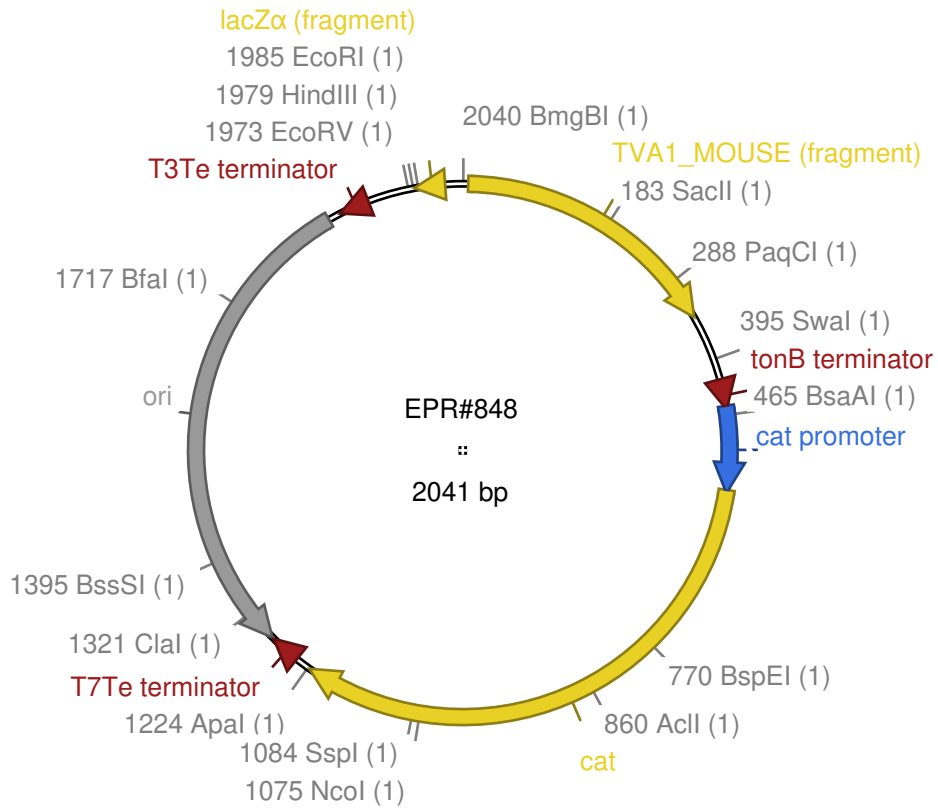 lacZα (fragment)
1985 EcoRI (1)
1979 HindIII (1)
1973 EcoRV (1)
T3Te terminator
2040 BmgBI (1)
TVA1_MOUSE (fragment)
183 SacII (1)
288 PaqCI (1)
395 SwaI (1)
tonB terminator
465 BsaAI (1)
cat promoter
1717 BfaI (1)
ori
EPR#848
2041 bp
1395 BssSI (1)
1321 ClaI (1)
T7Te terminator
1224 ApaI (1)
1084 SspI (1)
1075 NcoI (1)
770 BspEI (1)
860 AclI (1)
cat